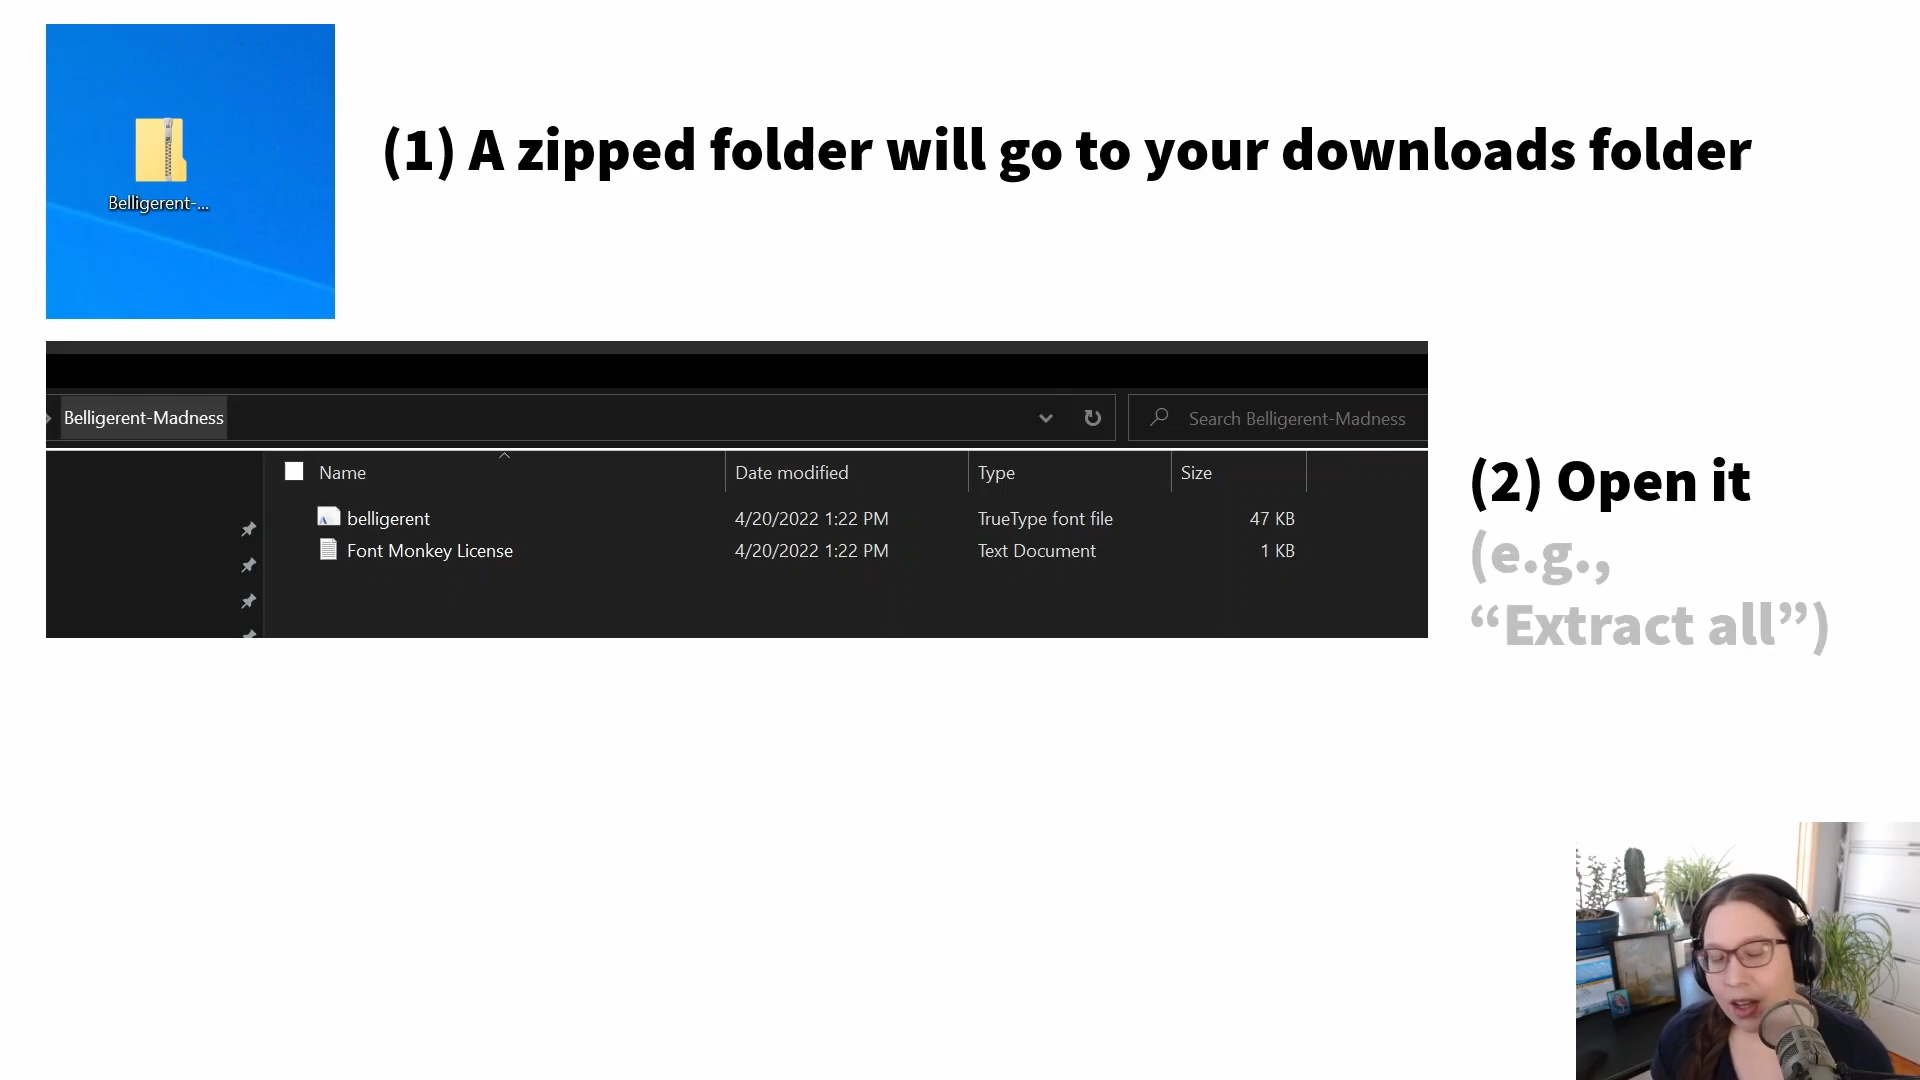 Belligerent-...
(1) A zipped folder will go to your downloads folder
Belligerent-Madness
Search Belligerent-Madness
Name Date modified Type Size
belligerent 4/20/2022 1:22 PM TrueType font file 47 KB
Font Monkey License 4/20/2022 1:22 PM Text Document 1 KB
(2) Open it
(e.g.,
“Extract all”)